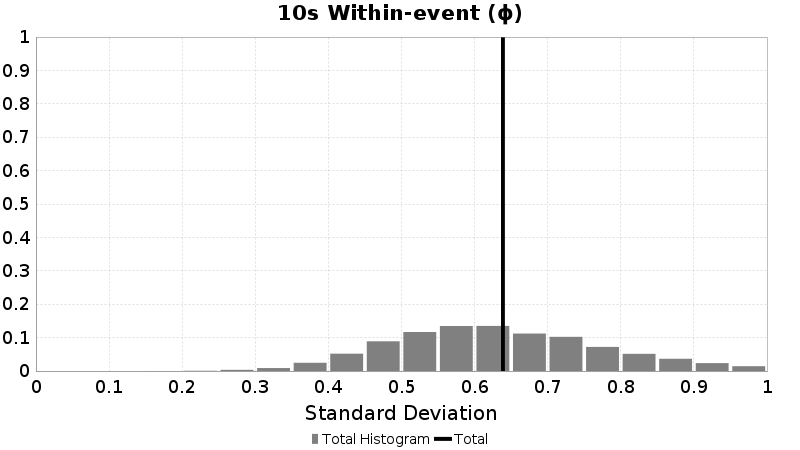 10s Within-event (ϕ)
1
0.9
0.8
0.7
0.6
0.5
0.4
0.3
0.2
0.1
0
0 0.1 0.2 0.3 0.4 0.5 0.6 0.7 0.8 0.9 1
Standard Deviation
Total Histogram Total